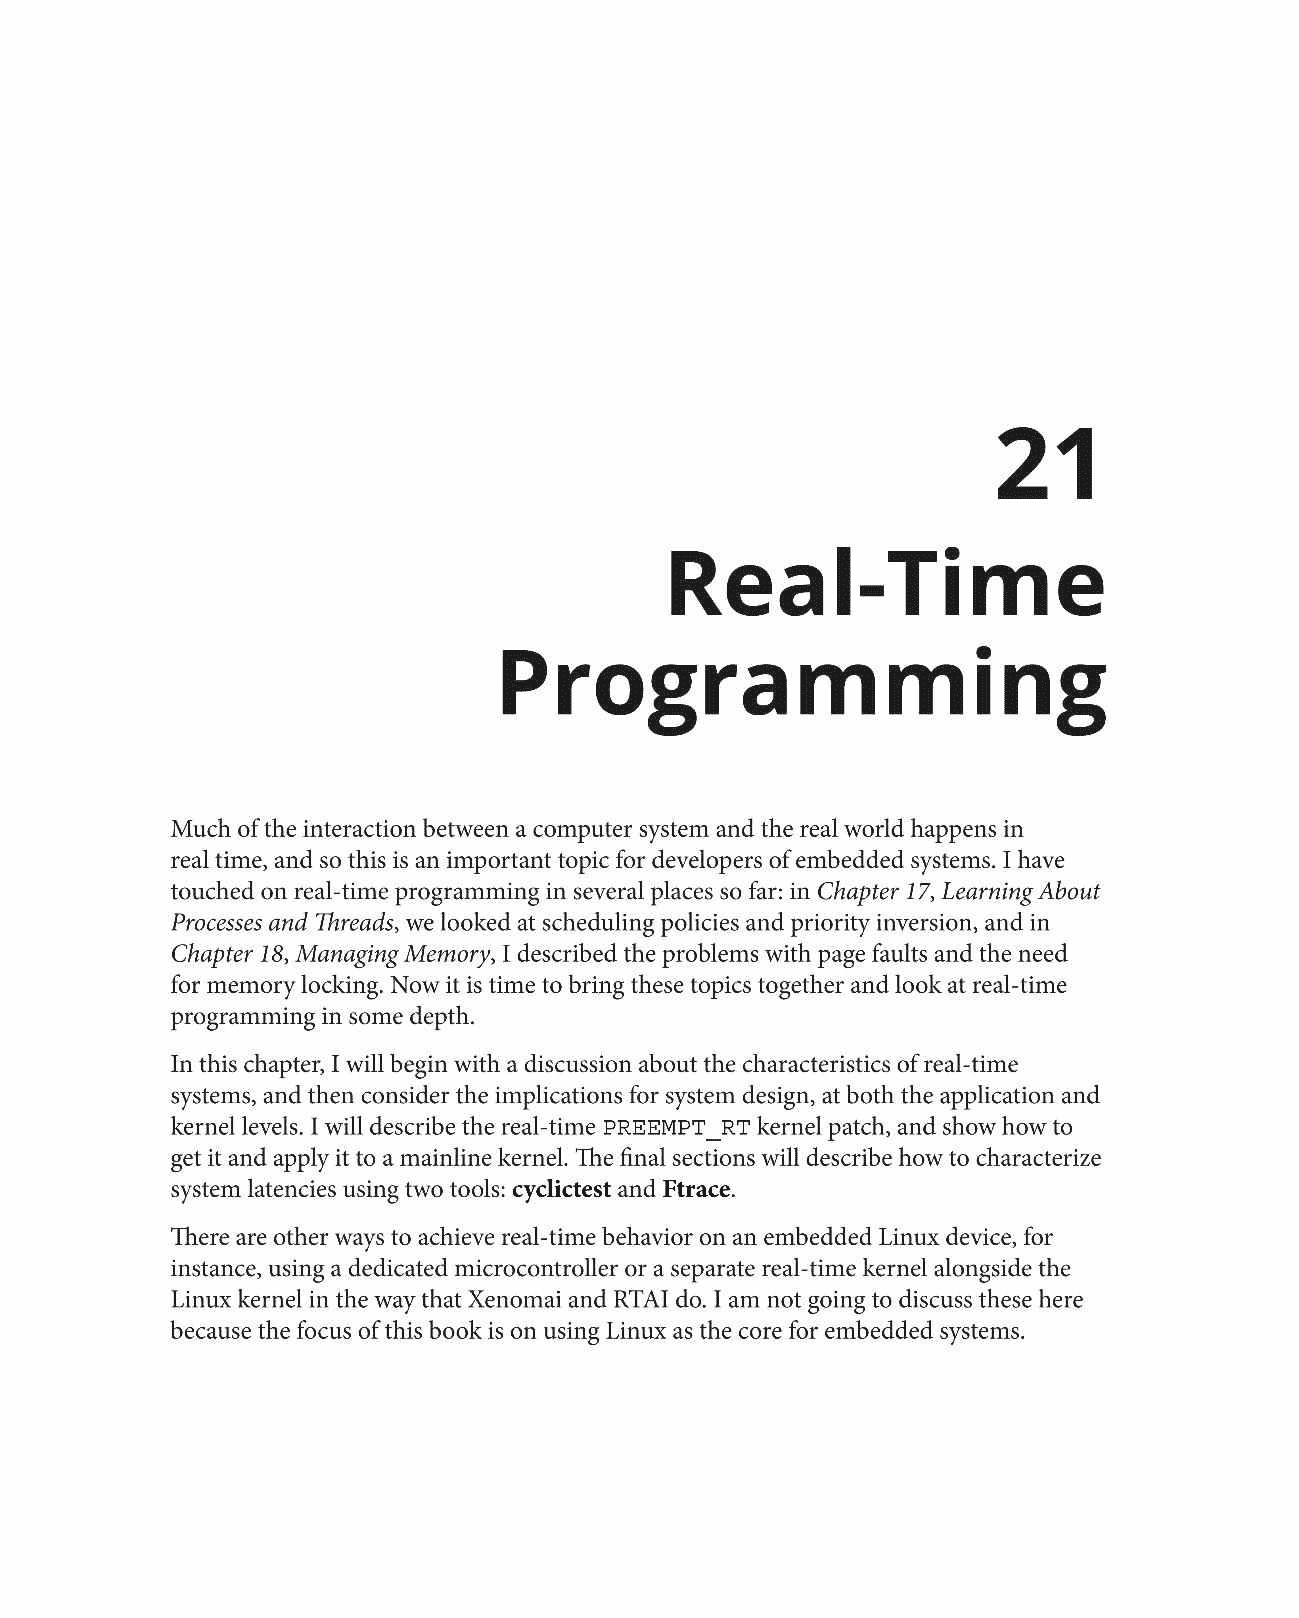 21
Real-Time
Programming
Much of the interaction between a computer system and the real world happens in
real time, and so this is an important topic for developers of embedded systems. I have
touched on real-time programming in several places so far: in Chapter 17, Learning About
Processes and Threads, we looked at scheduling policies and priority inversion, and in
Chapter 18, Managing Memory, I described the problems with page faults and the need
for memory locking. Now it is time to bring these topics together and look at real-time
programming in some depth.
In this chapter, I will begin with a discussion about the characteristics of real-time
systems, and then consider the implications for system design, at both the application and
kernel levels. I will describe the real-time PREEMPT_RT kernel patch, and show how to
get it and apply it to a mainline kernel. The final sections will describe how to characterize
system latencies using two tools: cyclictest and Ftrace.
There are other ways to achieve real-time behavior on an embedded Linux device, for
instance, using a dedicated microcontroller or a separate real-time kernel alongside the
Linux kernel in the way that Xenomai and RTAI do. I am not going to discuss these here
because the focus of this book is on using Linux as the core for embedded systems.